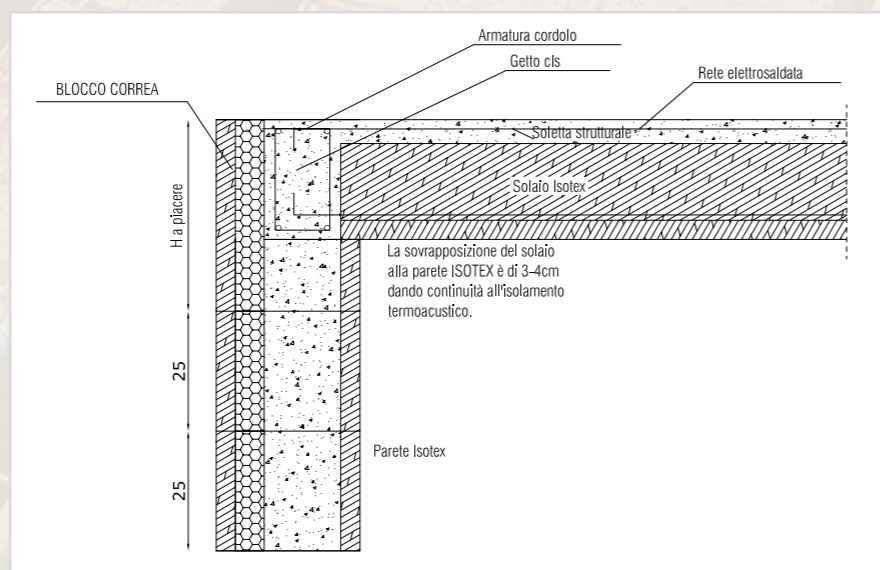 Armatura cordolo
Getto cls
Rete elettrosaldata
BLOCCO CORREA
Soletta strutturale
Solaio Isotex
H a piacere
La sovrapposizione del solaio
alla parete ISOTEX è di 3-4cm
dando continuità all'isolamento
termoacustico.
25
Parete Isotex
25